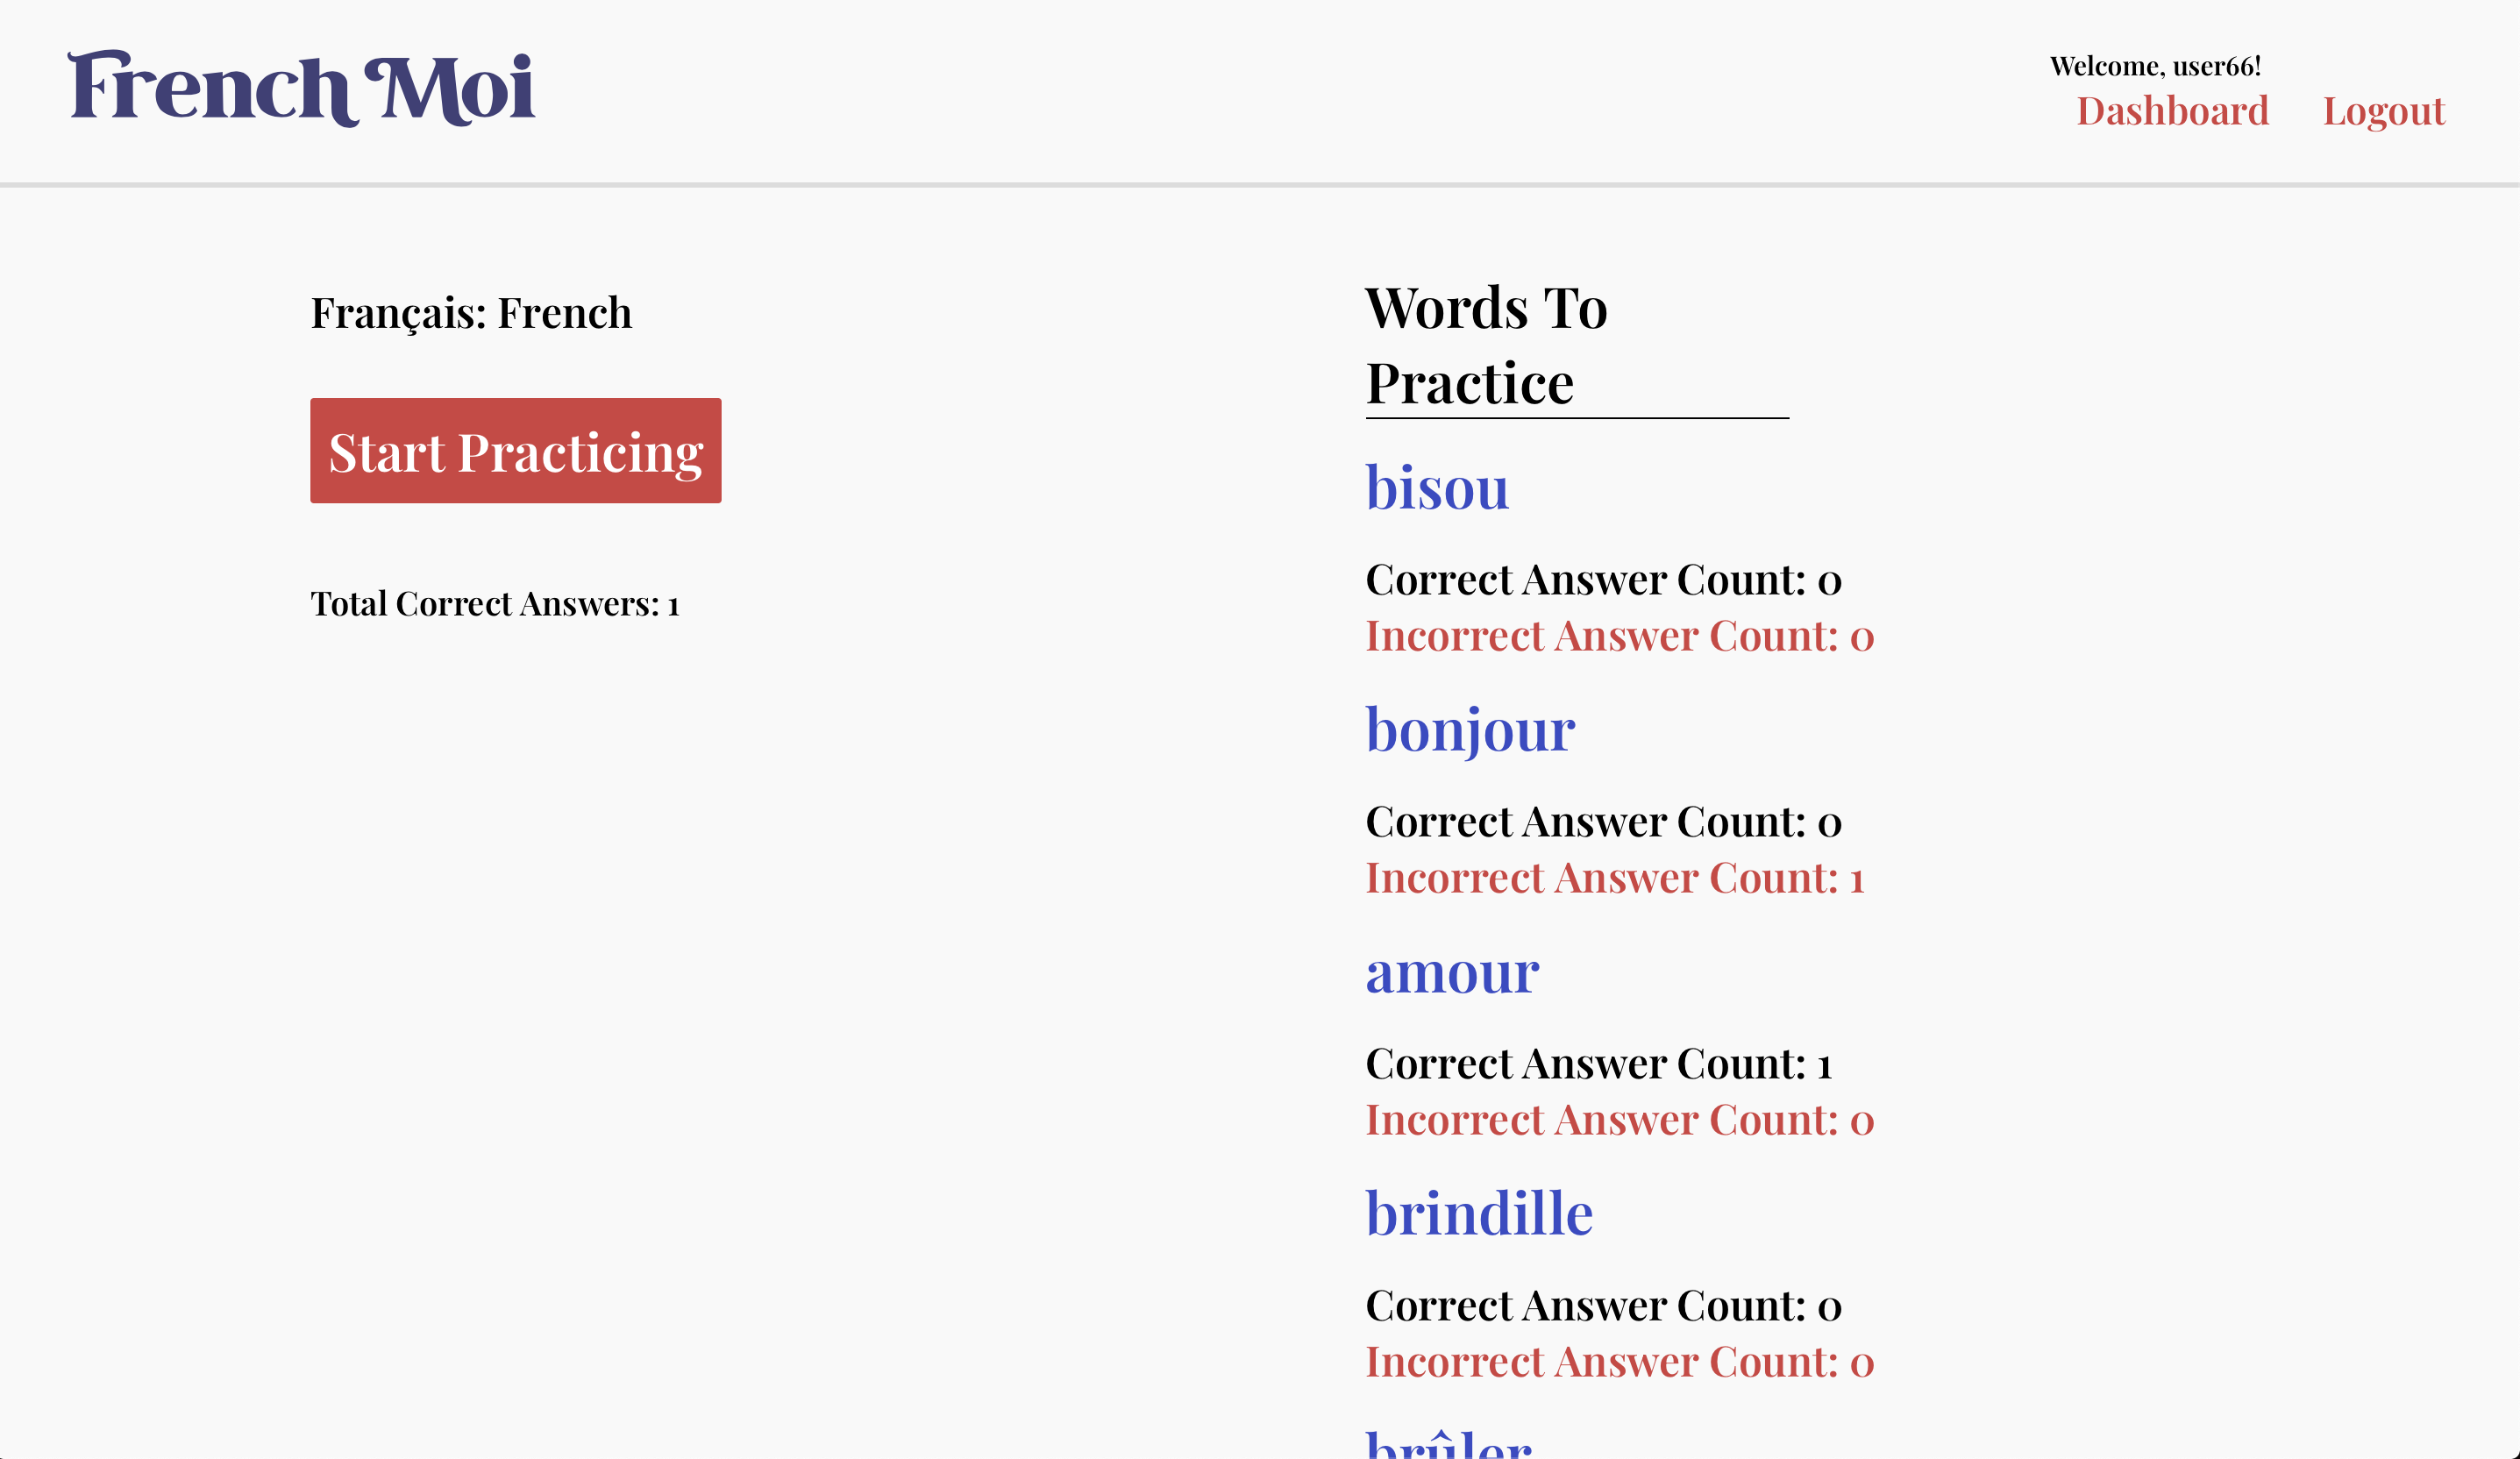 French Moi
Welcome, user66!
Dashboard Logout
Français: French
Start Practicing
Total Correct Answers: 1
Words To
Practice
bisou
Correct Answer Count: 0
Incorrect Answer Count: 0
bonjour
Correct Answer Count: 0
Incorrect Answer Count: 1
amour
Correct Answer Count: 1
Incorrect Answer Count: 0
brindille
Correct Answer Count: 0
Incorrect Answer Count: 0
brûler